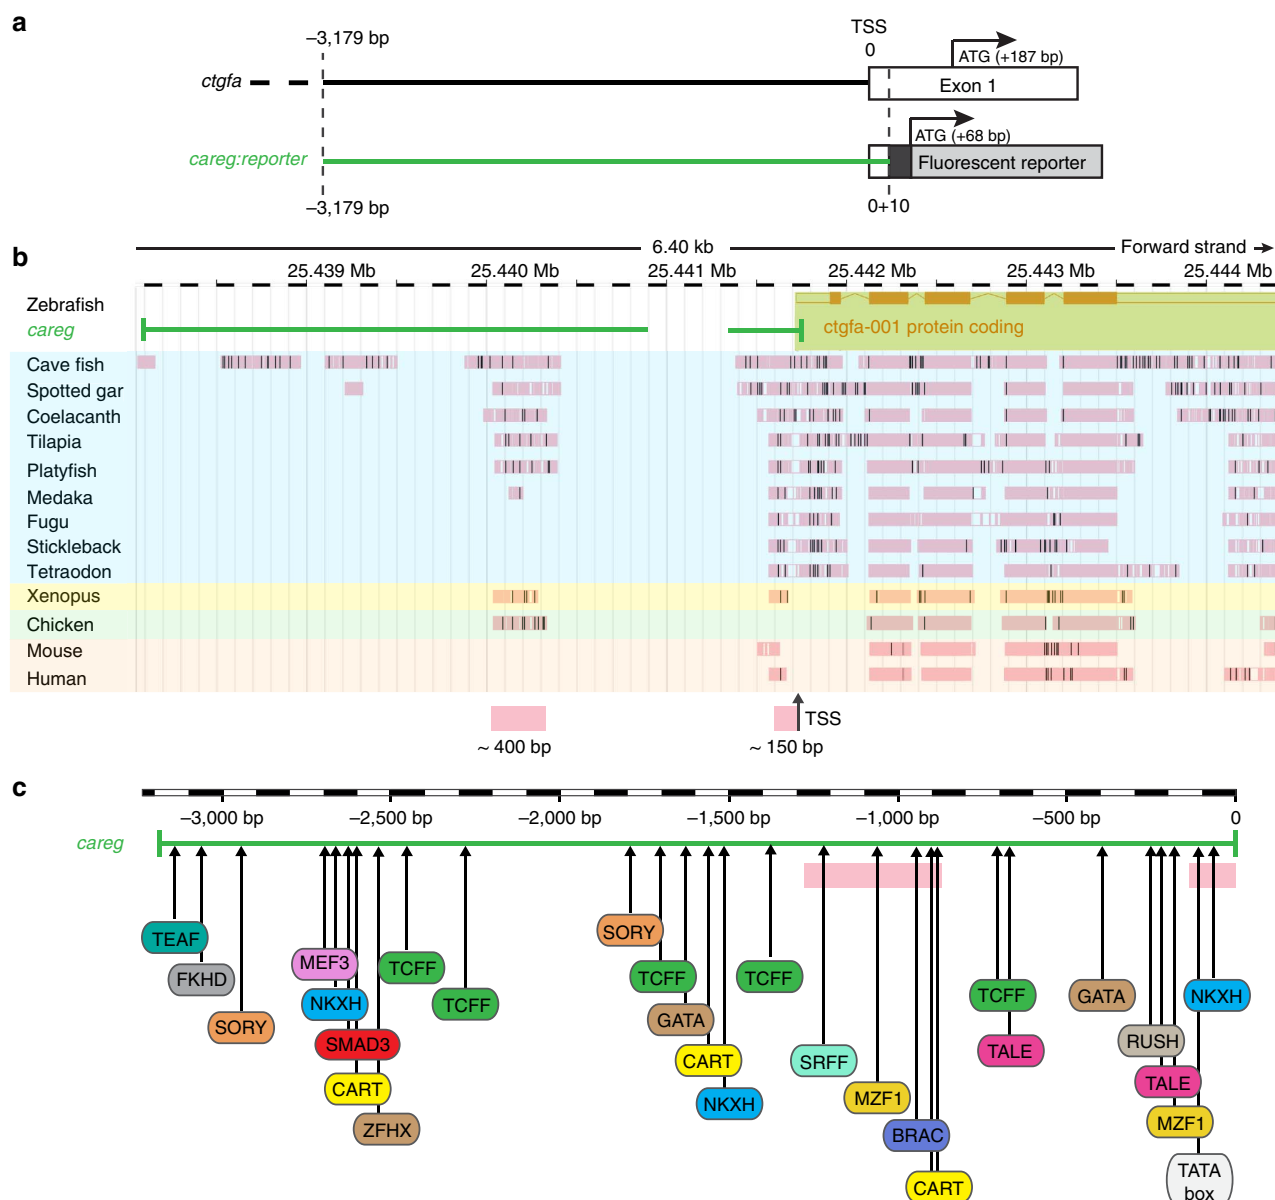 a
–3,179 bp
TSS
0
ctgfa
ATG (+187 bp)
Exon 1
careg:reporter
ATG (+68 bp)
Fluorescent reporter
–3,179 bp
0+10
b
6.40 kb
Forward strand
25.439 Mb 25.440 Mb 25.441 Mb 25.442 Mb 25.443 Mb 25.444 Mb
Zebrafish
careg
ctgfa-001 protein coding
Cave fish
Spotted gar
Coelacanth
Tilapia
Platyfish
Medaka
Fugu
Stickleback
Tetraodon
Xenopus
Chicken
Mouse
Human
TSS
~ 400 bp
~ 150 bp
c
–3,000 bp –2,500 bp –2,000 bp –1,500 bp –1,000 bp –500 bp 0
careg
TEAF
FKHD
SORY
MEF3
NKXH
SMAD3
CART
ZFHX
TCFF
TCFF
SORY
TCFF
GATA
CART
NKXH
TCFF
SRFF
MZF1
BRAC
CART
TCFF
TALE
GATA
RUSH
TALE
MZF1
TATA
box
NKXH